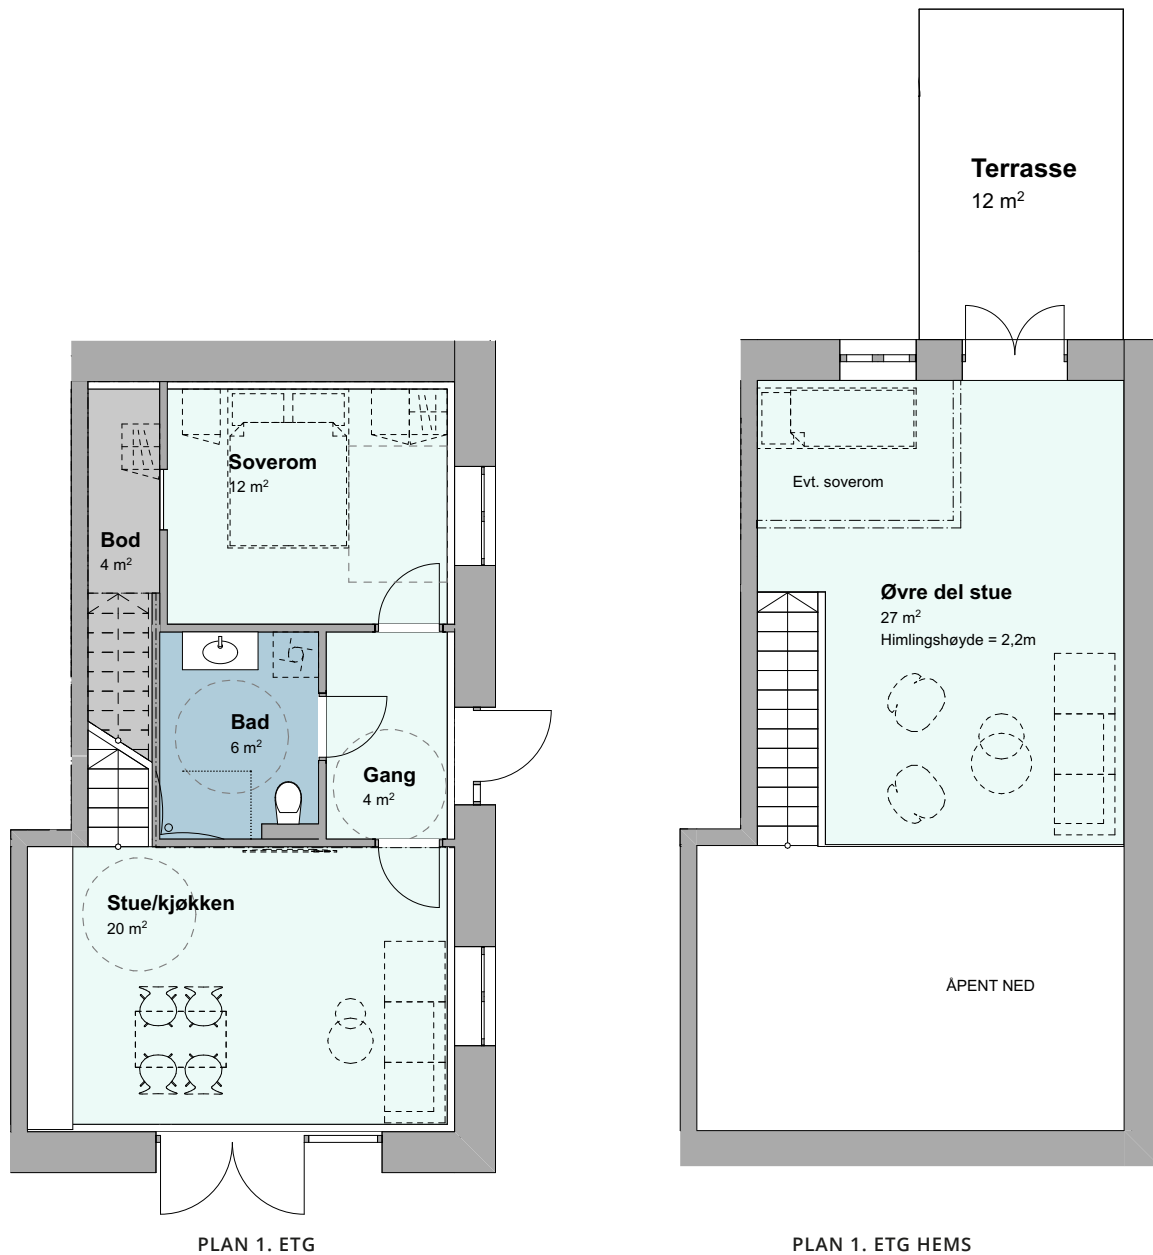 Terrasse
12 m²
Soverom
12 m²
Bod
4 m²
Bad
6 m²
Gang
4 m²
Stue/kjøkken
20 m²
Evt. soverom
Øvre del stue
27 m²
Himlingshøyde = 2,2m
ÅPENT NED
PLAN 1. ETG
PLAN 1. ETG HEMS